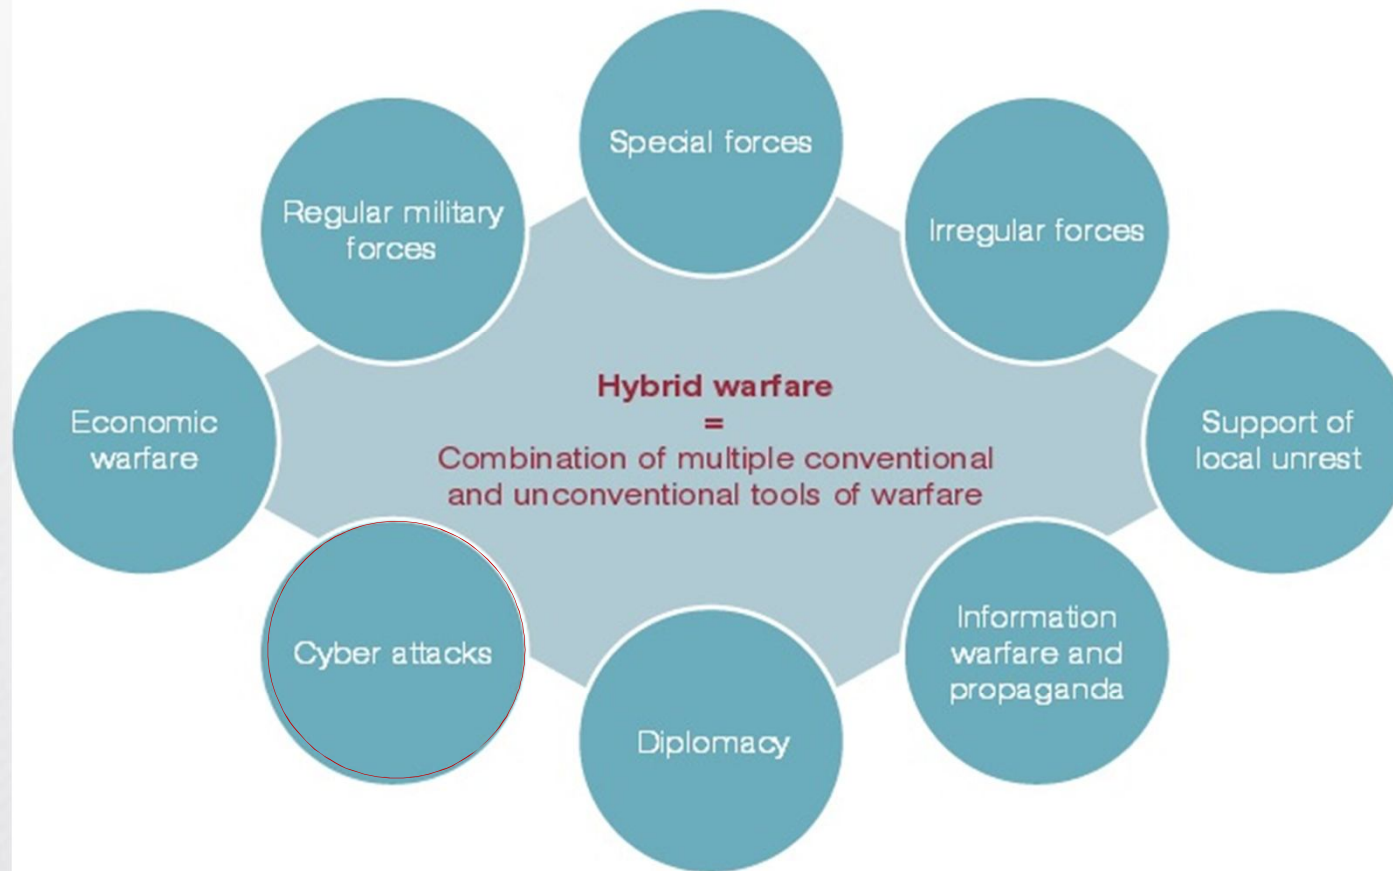 Special forces
Regular military
forces
Irregular forces
Economic
warfare
Hybrid warfare
=
Combination of multiple conventional
and unconventional tools of warfare
Support of
local unrest
Cyber attacks
Information
warfare and
propaganda
Diplomacy